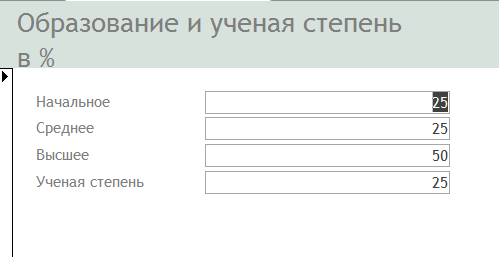 Образование и ученая степень
в %
Начальное 25
Среднее 25
Высшее 50
Ученая степень 25